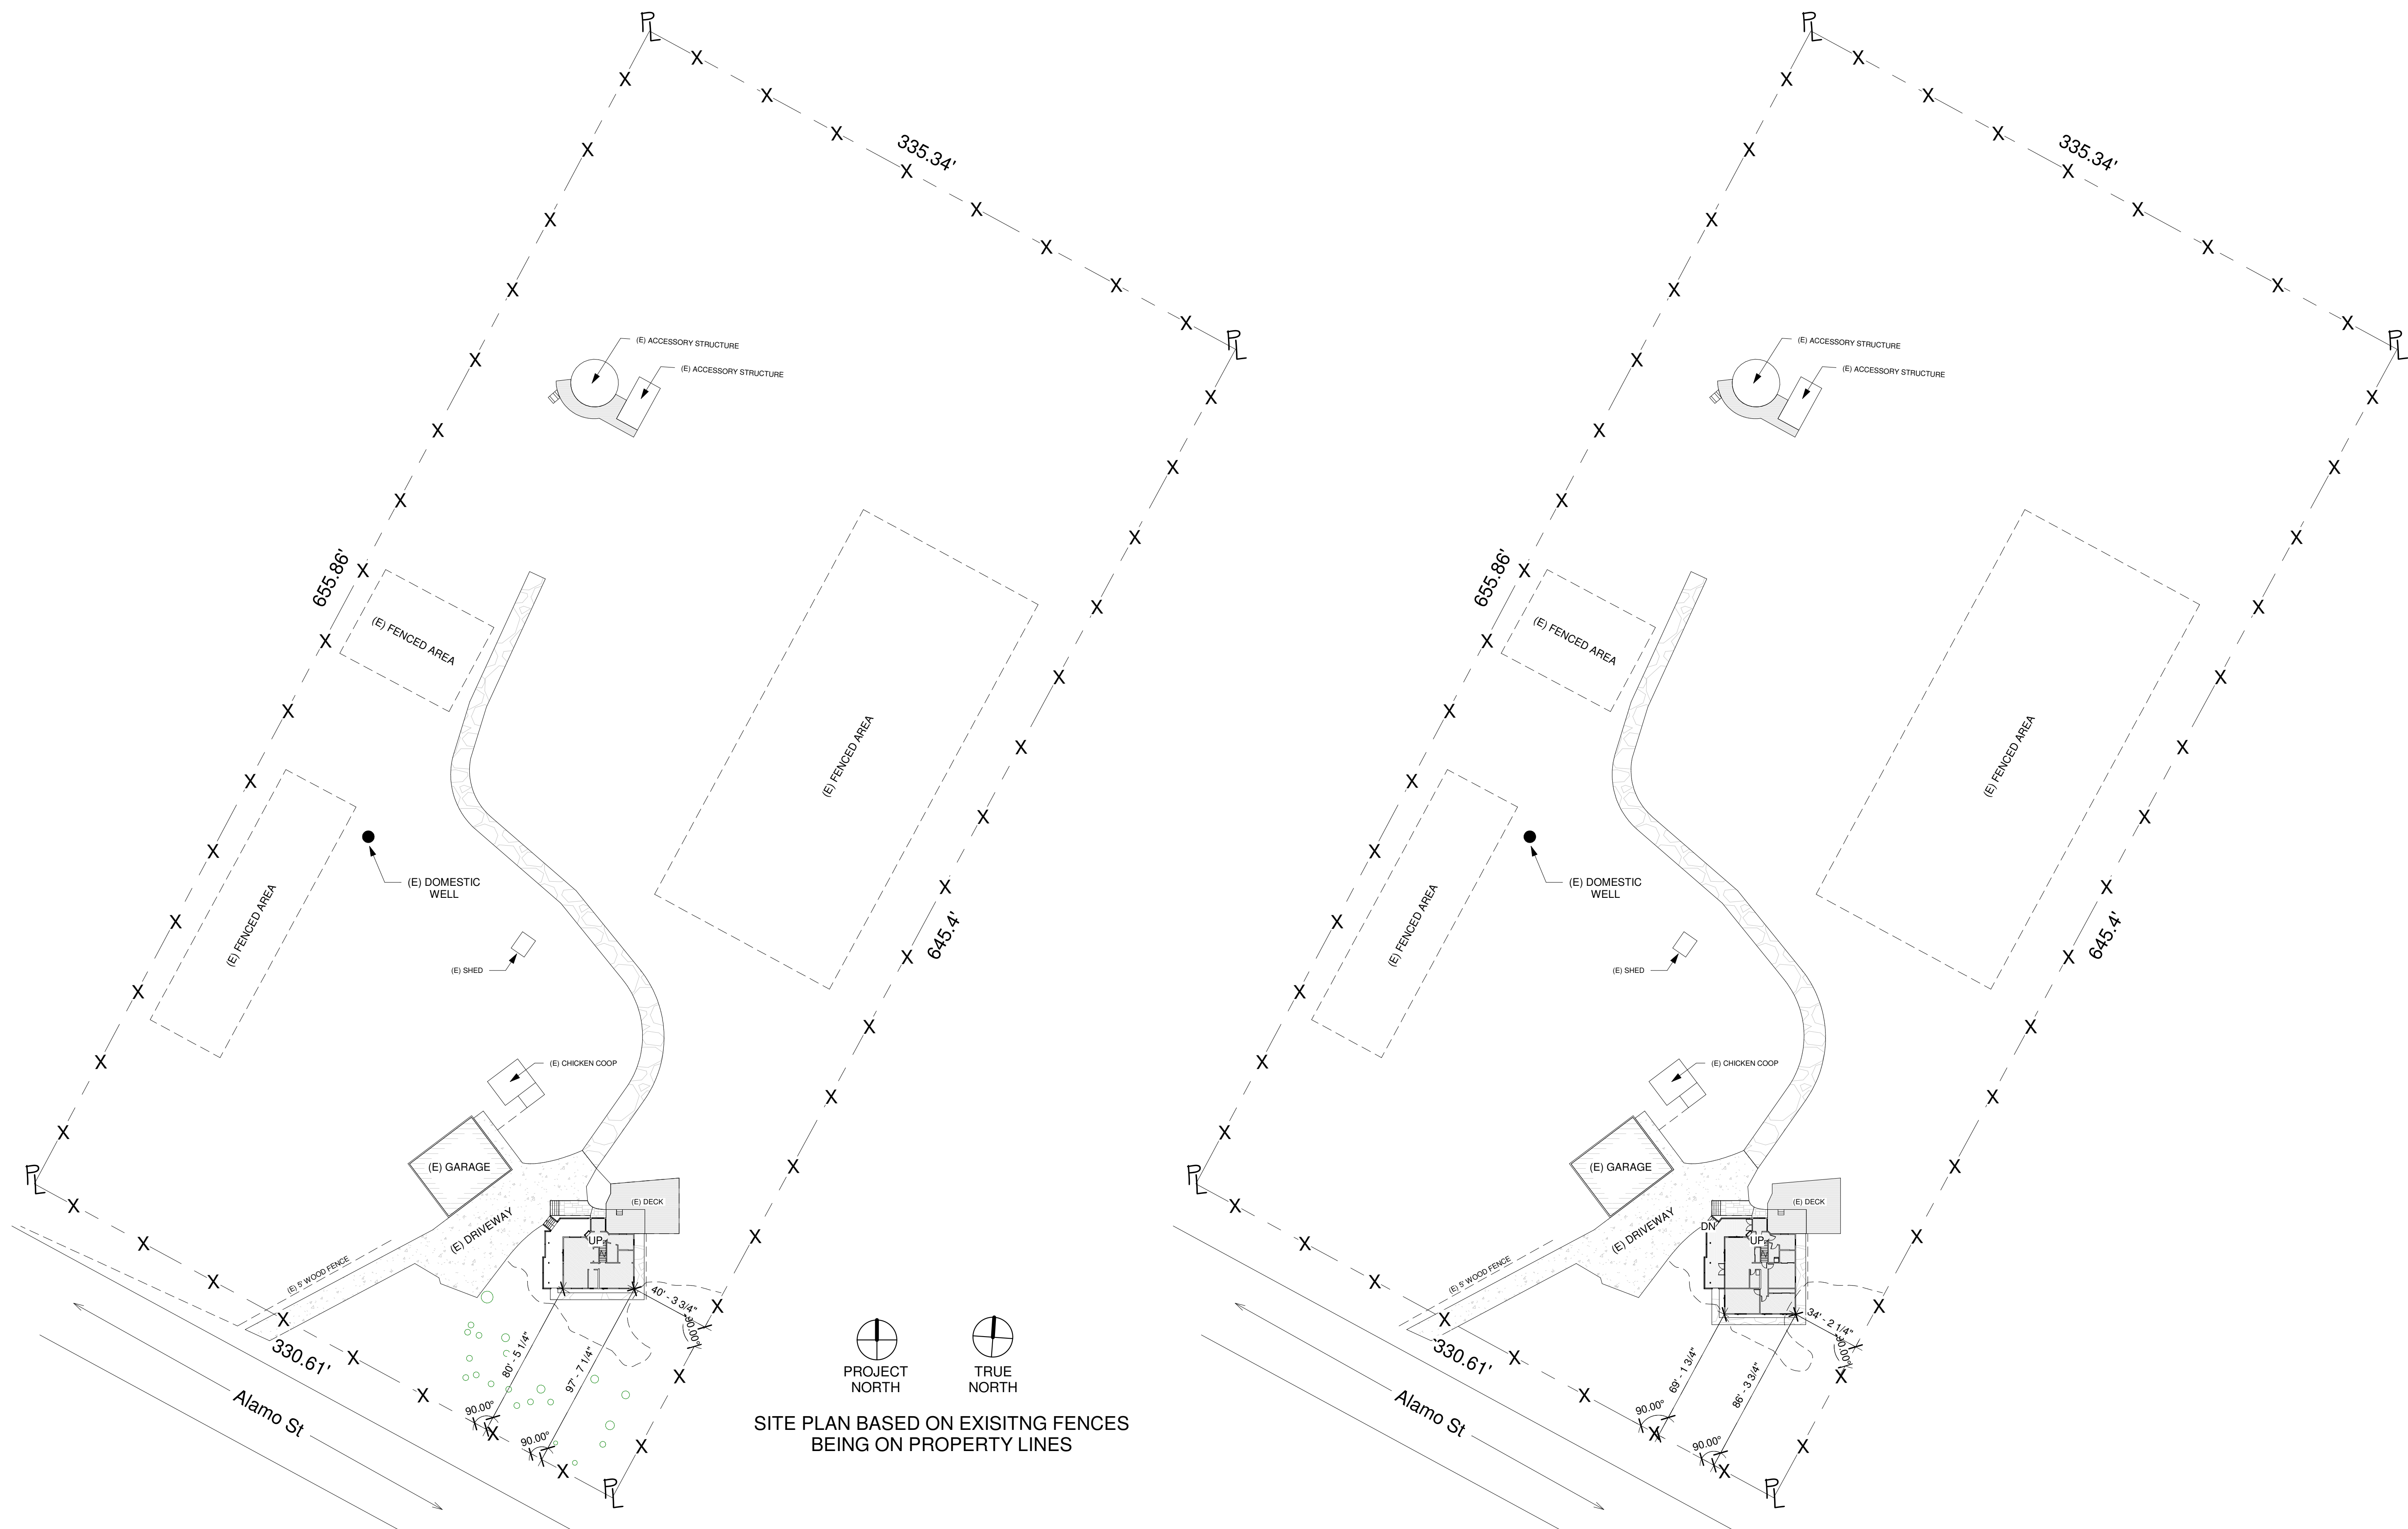 PL
335.34'
(E) ACCESSORY STRUCTURE
(E) ACCESSORY STRUCTURE
PL
655.86'
(E) FENCED AREA
(E) FENCED AREA
(E) DOMESTIC
WELL
(E) FENCED AREA
645.4'
(E) SHED
(E) CHICKEN COOP
PL
(E) GARAGE
(E) DECK
(E) DRIVEWAY
UP
(E) 5' WOOD FENCE
40' - 3 3/4"
90.00°
80' - 5 1/4"
97' - 7 1/4"
330.61'
Alamo St
90.00°
90.00°
PL
PROJECT
NORTH
TRUE
NORTH
SITE PLAN BASED ON EXISITNG FENCES
BEING ON PROPERTY LINES
PL
335.34'
(E) ACCESSORY STRUCTURE
(E) ACCESSORY STRUCTURE
PL
655.86'
(E) FENCED AREA
(E) FENCED AREA
(E) DOMESTIC
WELL
(E) FENCED AREA
645.4'
(E) SHED
(E) CHICKEN COOP
PL
(E) GARAGE
(E) DECK
(E) DRIVEWAY
DN
UP
(E) 5' WOOD FENCE
34' - 2 1/4"
90.00°
69' - 1 3/4"
86' - 3 3/4"
330.61'
Alamo St
90.00°
90.00°
PL